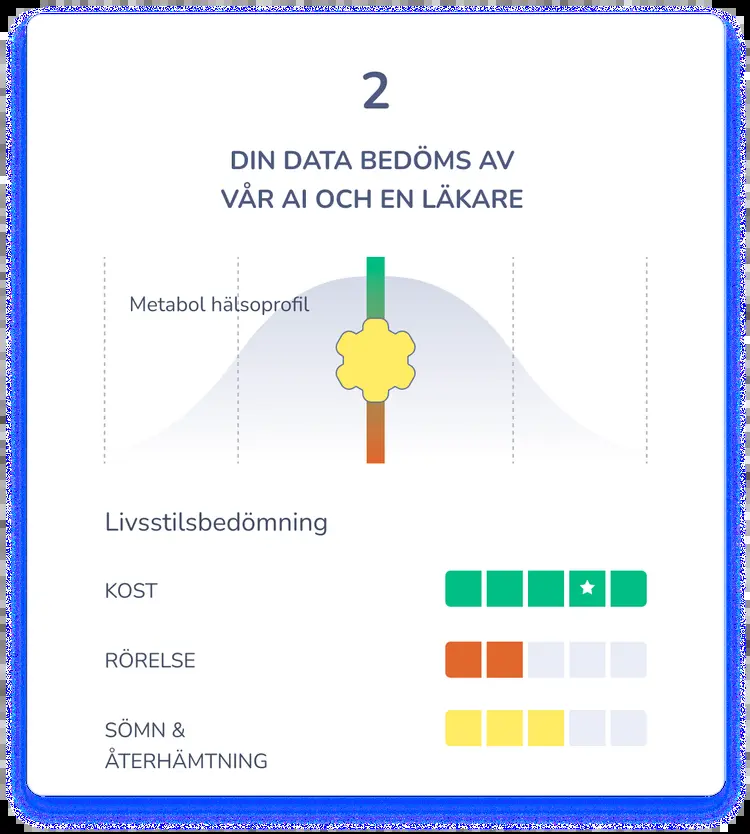 2
DIN DATA BEDÖMS AV
VÅR AI OCH EN LÄKARE
Metabol hälsoprofil
Livsstilsbedömning
KOST
RÖRELSE
SÖMN &
ÅTERHÄMTNING